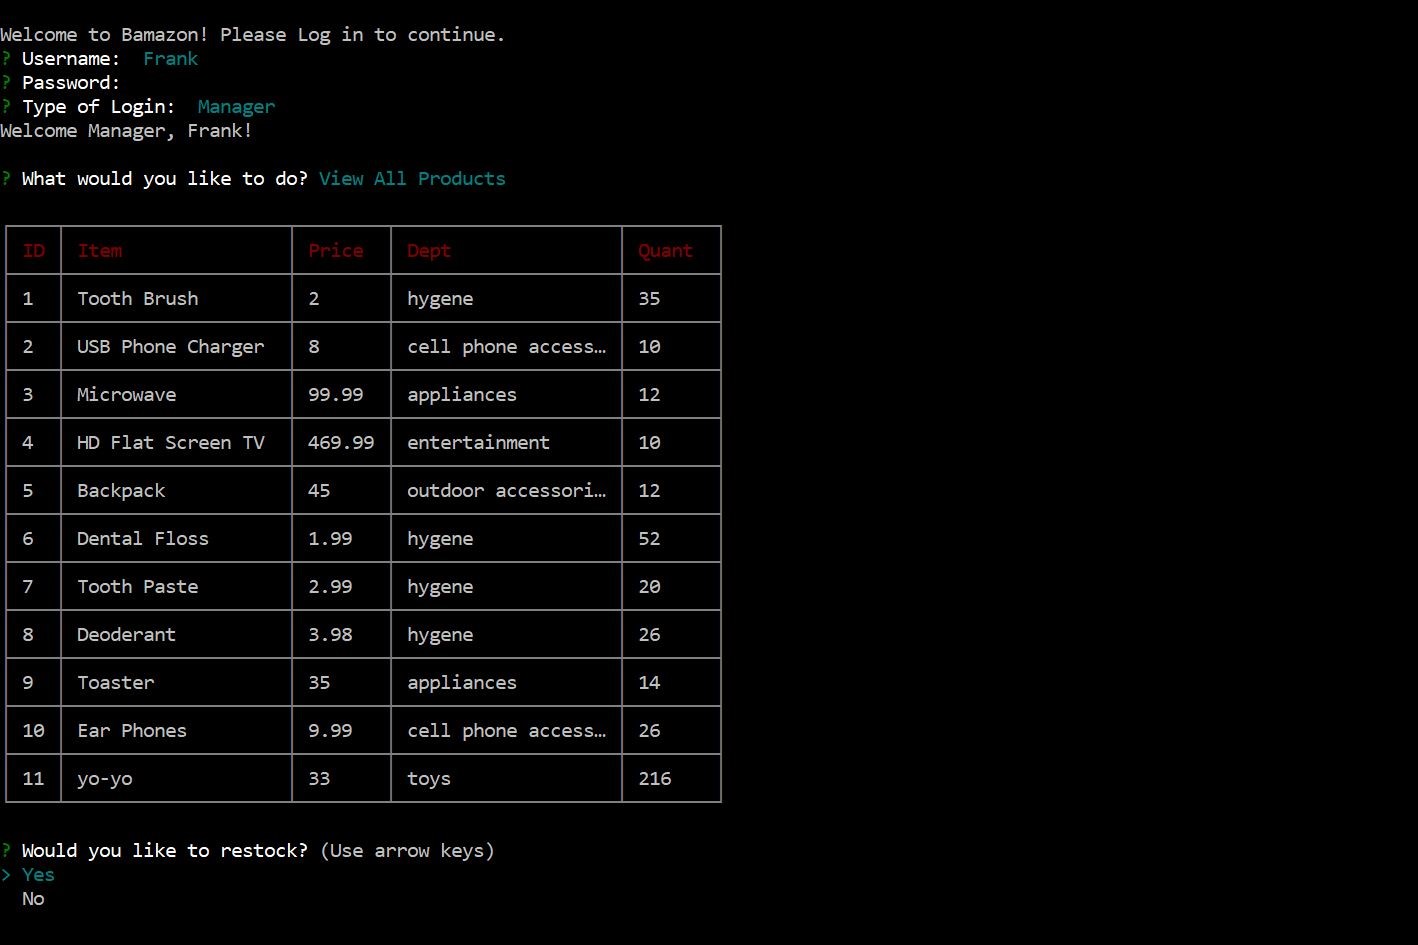 Welcome to Bamazon! Please Log in to continue.
? Username: Frank
? Password:
? Type of Login: Manager
Welcome Manager, Frank!
? What would you like to do? View All Products
ID Item Price Dept Quant
1 Tooth Brush 2 hygene 35
2 USB Phone Charger 8 cell phone access… 10
3 Microwave 99.99 appliances 12
4 HD Flat Screen TV 469.99 entertainment 10
5 Backpack 45 outdoor accessori… 12
6 Dental Floss 1.99 hygene 52
7 Tooth Paste 2.99 hygene 20
8 Deoderant 3.98 hygene 26
9 Toaster 35 appliances 14
10 Ear Phones 9.99 cell phone access… 26
11 yo-yo 33 toys 216
? Would you like to restock? (Use arrow keys)
> Yes
No